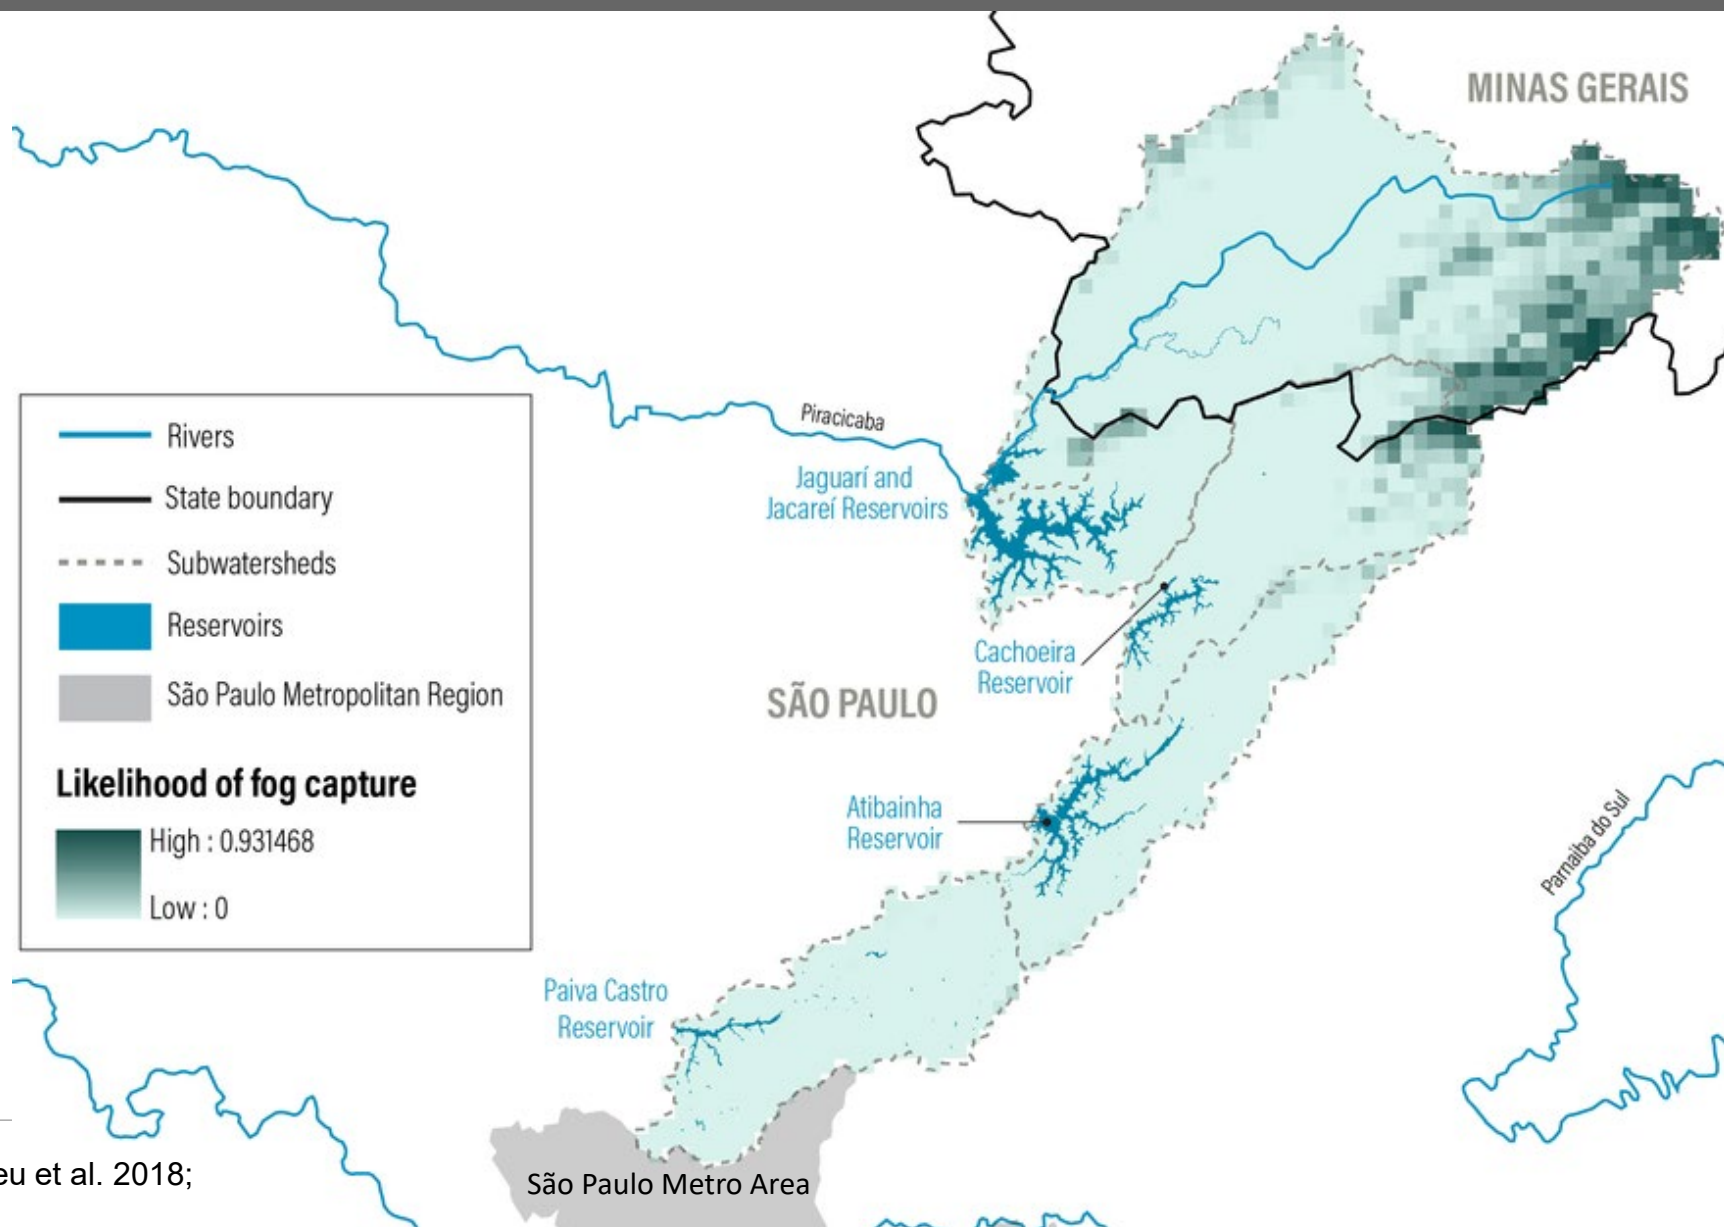 MINAS GERAIS
Piracicaba
Jaguarí and
Jacareí Reservoirs
Rivers
State boundary
Subwatersheds
Reservoirs
São Paulo Metropolitan Region
Likelihood of fog capture
High : 0.931468
Low : 0
Cachoeira
Reservoir
SÃO PAULO
Atibainha
Reservoir
Parnaiba do Sul
Paiva Castro
Reservoir
São Paulo Metro Area
et al. 2018;